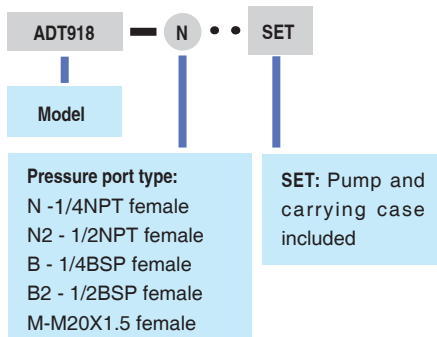 ADT918 — N •• SET
Model
Pressure port type:
N -1/4NPT female
N2 - 1/2NPT female
B - 1/4BSP female
B2 - 1/2BSP female
M-M20X1.5 female
SET: Pump and
carrying case
included